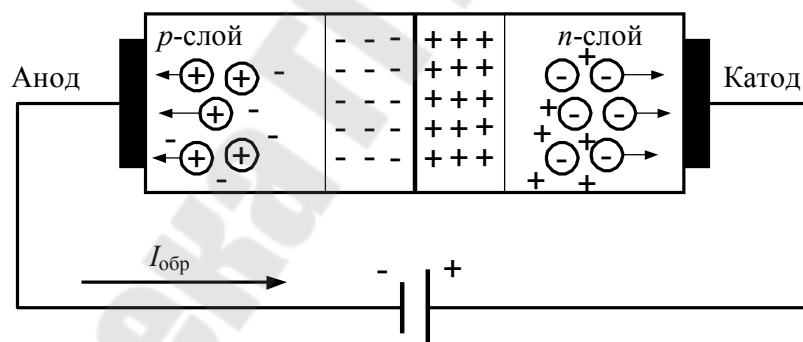 p-слой
n-слой
Анод
Катод
- - - + + +
- - - + + +
- - - + + +
- - - + + +
- - - + + +
Iобр
- +